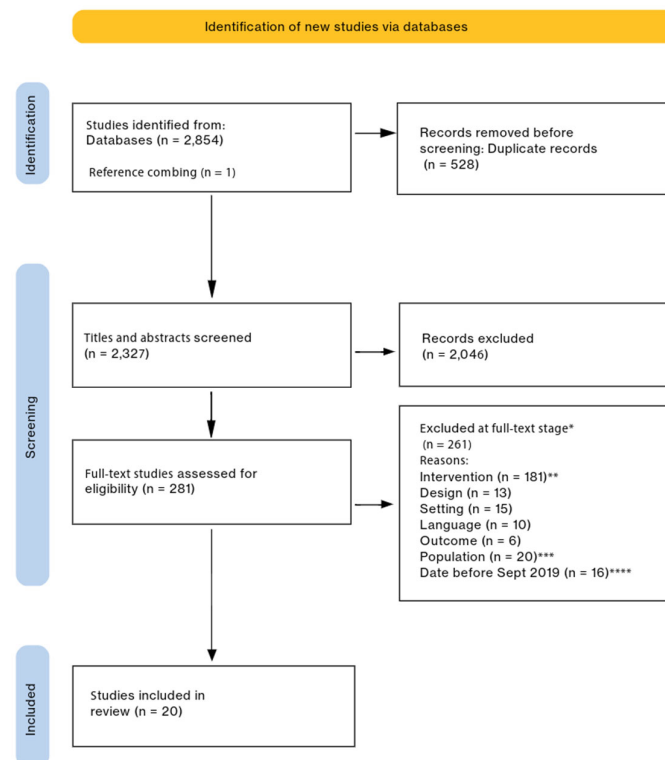 Identification of new studies via databases
Identification
Studies identified from:
Databases (n = 2,854)
Reference combing (n = 1)
Records removed before
screening: Duplicate records
(n = 528)
Screening
Titles and abstracts screened
(n = 2,327)
Records excluded
(n = 2,046)
Full-text studies assessed for
eligibility (n = 281)
Excluded at full-text stage*
(n = 261)
Reasons:
Intervention (n = 181)**
Design (n = 13)
Setting (n = 15)
Language (n = 10)
Outcome (n = 6)
Population (n = 20)***
Date before Sept 2019 (n = 16)****
Included
Studies included in
review (n = 20)